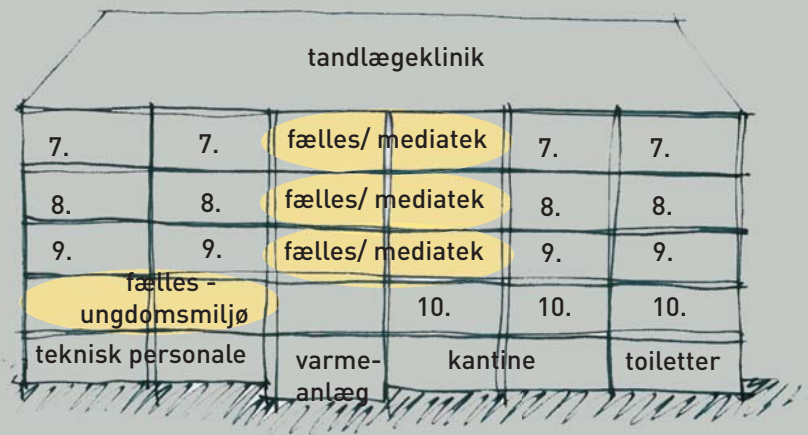 tandlægeklinik
7. 7. fælles/ mediatek 7. 7.
8. 8. fælles/ mediatek 8. 8.
9. 9. fælles/ mediatek 9. 9.
fælles -
ungdomsmiljø
10. 10. 10.
teknisk personale
varme-
anlæg
kantine
toiletter